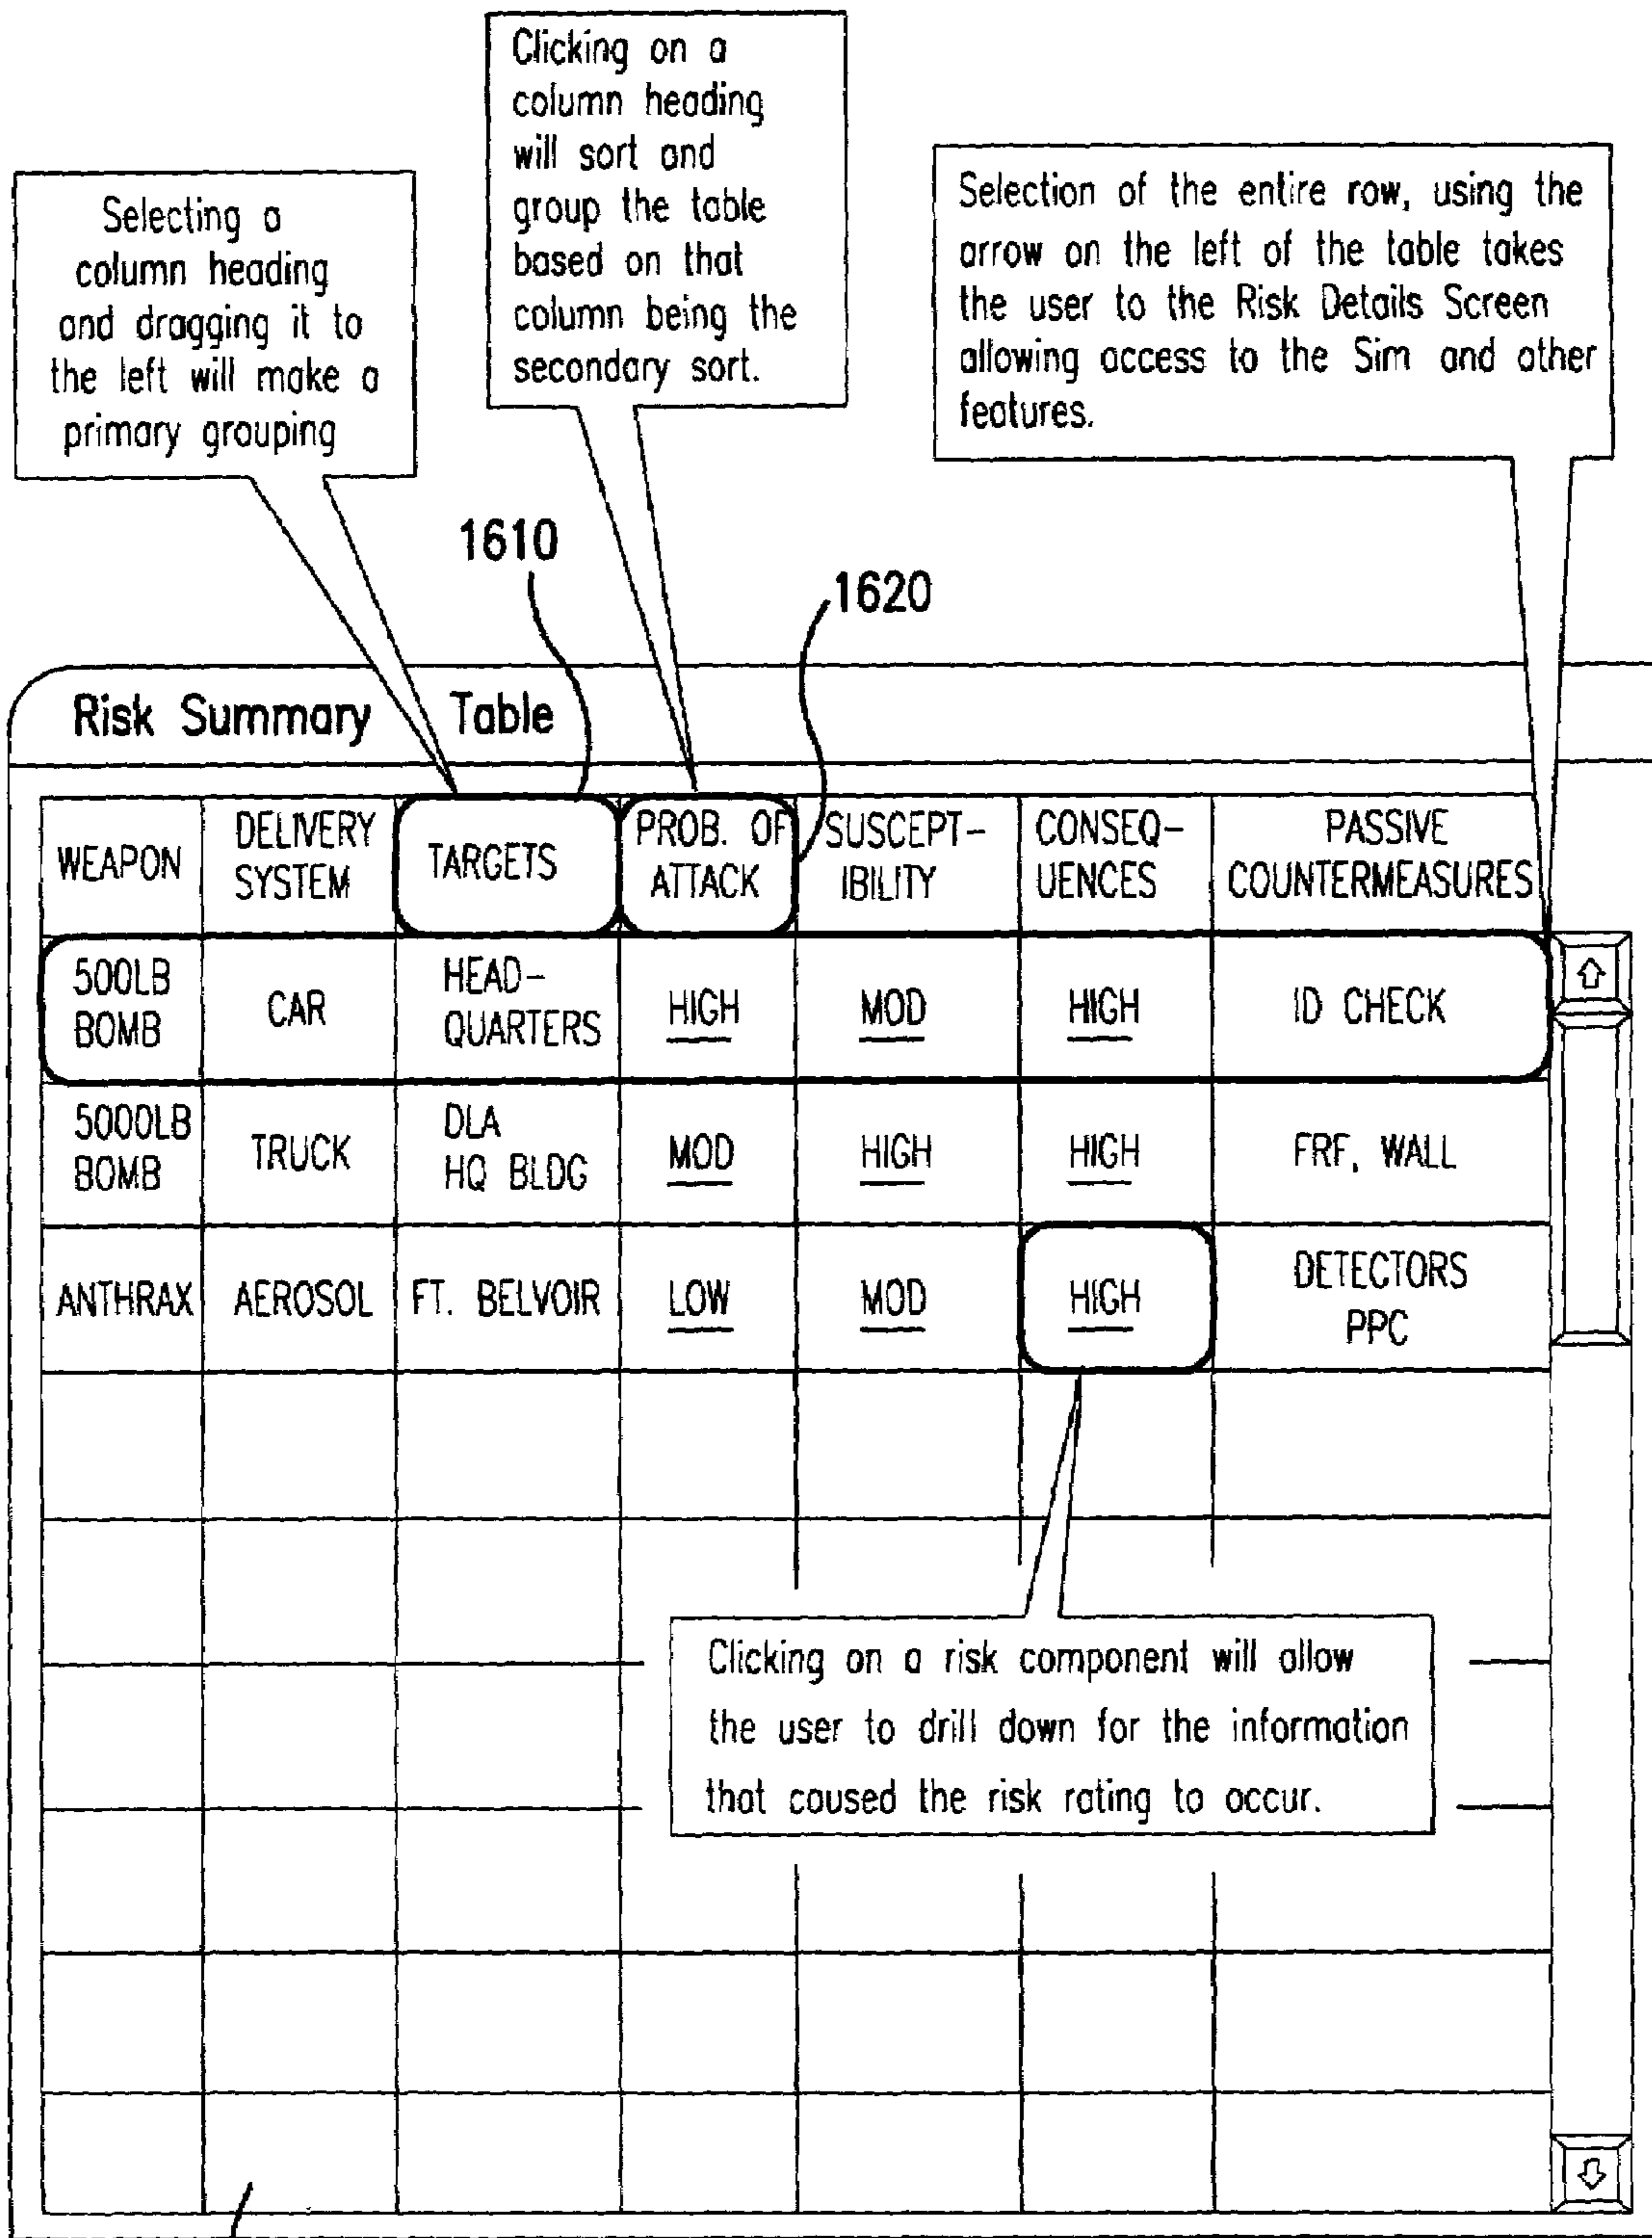 Clicking on a
column heading
will sort and
group the table
based on that
column being the
secondary sort.
Selecting a
column heading
and dragging it to
the left will make a
primary grouping
Selection of the entire row, using the
arrow on the left of the table takes
the user to the Risk Details Screen
allowing access to the Sim and other
features.
1610
1620
Risk Summary Table
WEAPON
DELIVERY
SYSTEM
TARGETS
PROB. OF
ATTACK
SUSCEPT-
IBILITY
CONSEQ-
UENCES
PASSIVE
COUNTERMEASURES
500LB
BOMB
CAR
HEAD-
QUARTERS
HIGH
MOD
HIGH
ID CHECK
5000LB
BOMB
TRUCK
DLA
HQ BLDG
MOD
HIGH
HIGH
FRF, WALL
ANTHRAX
AEROSOL
FT. BELVOIR
LOW
MOD
HIGH
DETECTORS
PPC
Clicking on a risk component will allow
the user to drill down for the information
that caused the risk rating to occur.